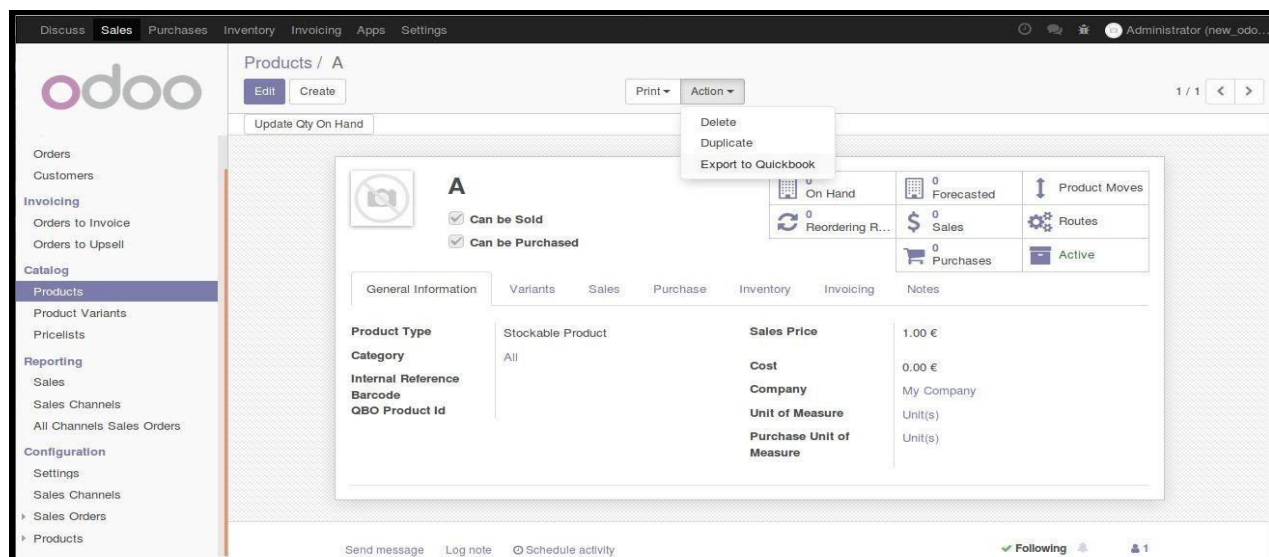 Discuss Sales Purchases Inventory Invoicing Apps Settings Administrator (new_odo...
odoo
Products / A
Edit Create Print Action 1 / 1
Update Qty On Hand
Delete
Duplicate
Export to Quickbook
Orders
Customers
Invoicing
Orders to Invoice
Orders to Upsell
Catalog
Products
Product Variants
Pricelists
Reporting
Sales
Sales Channels
All Channels Sales Orders
Configuration
Settings
Sales Channels
Sales Orders
Products
A
Can be Sold
Can be Purchased
0 On Hand
0 Forecasted
Product Moves
0 Reordering R...
0 Sales
Routes
0 Purchases
Active
General Information Variants Sales Purchase Inventory Invoicing Notes
Product Type Stockable Product
Category All
Internal Reference
Barcode
QBO Product Id
Sales Price 1.00 €
Cost 0.00 €
Company My Company
Unit of Measure Unit(s)
Purchase Unit of Unit(s)
Measure
Send message Log note Schedule activity Following 1